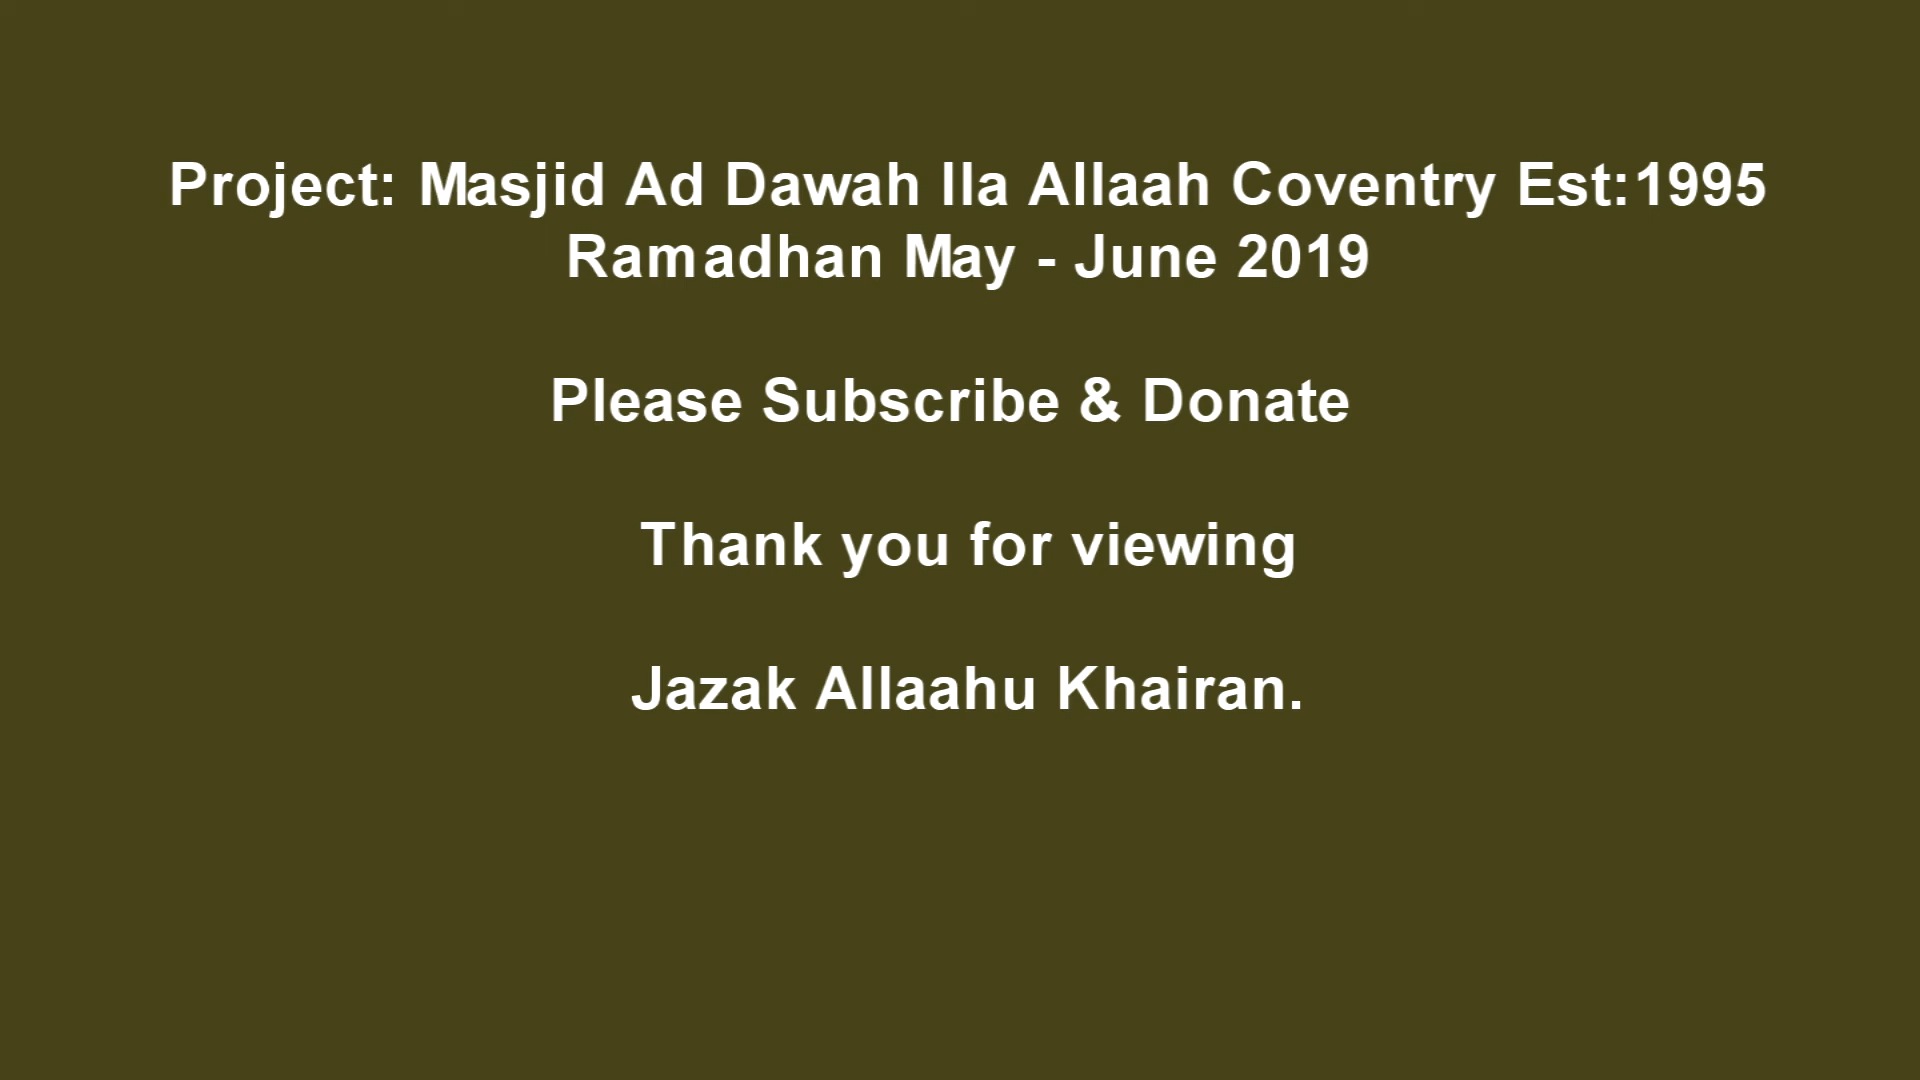 Project: Masjid Ad Dawah Ila Allaah Coventry Est:1995
Ramadhan May - June 2019
Please Subscribe & Donate
Thank you for viewing
Jazak Allaahu Khairan.